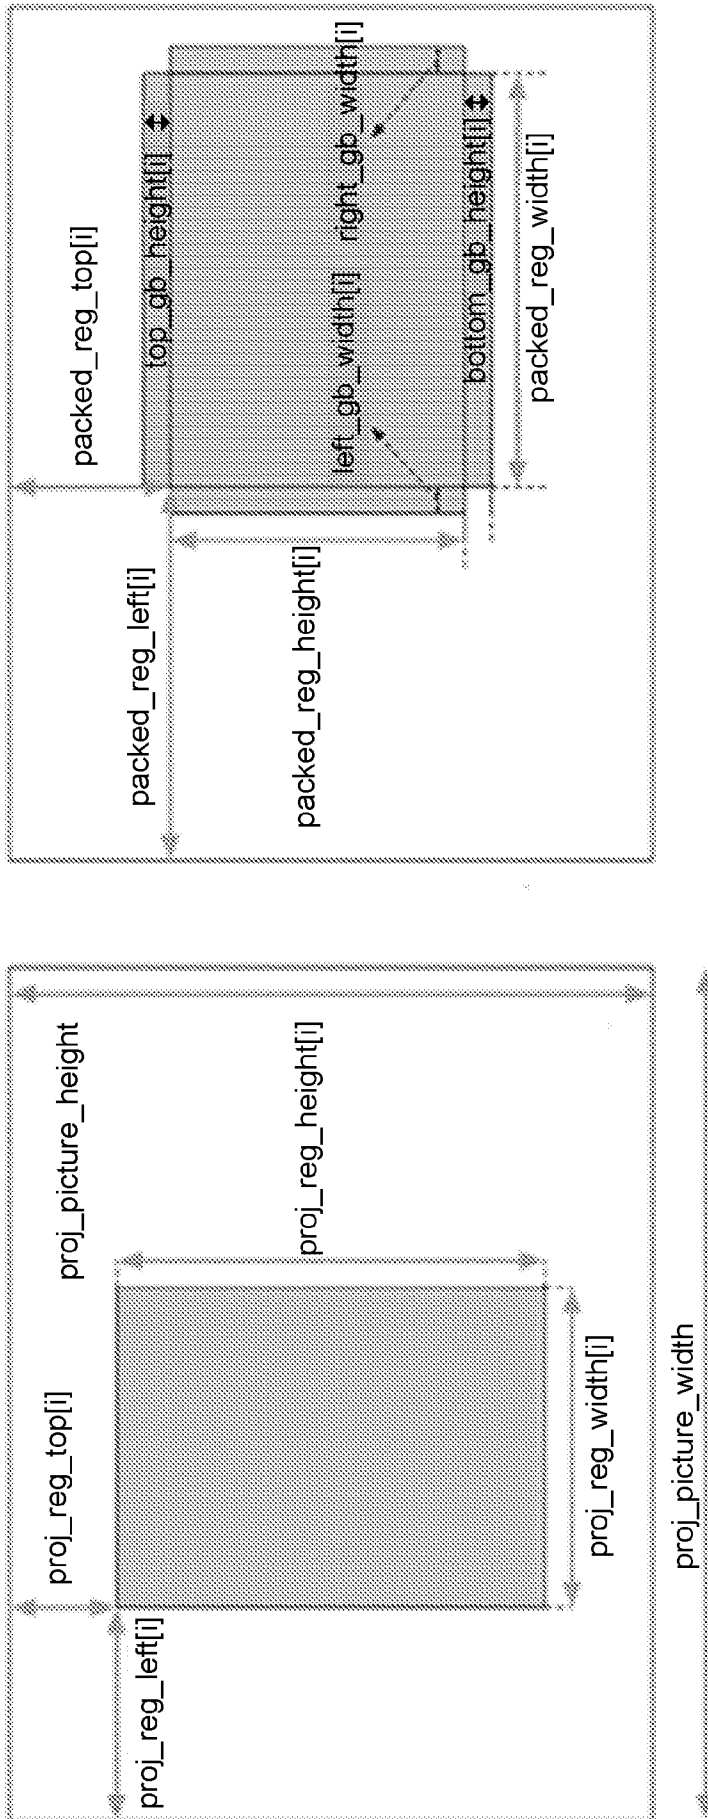 proj_picture_height
proj_reg_top[i]
proj_reg_left[i]
proj_reg_height[i]
proj_reg_width[i]
proj_picture_width
packed_reg_top[i]
packed_reg_left[i]
top_gb_height[i]
packed_reg_height[i]
left_gb_width[i]
right_gb_width[i]
bottom_gb_height[i]
packed_reg_width[i]